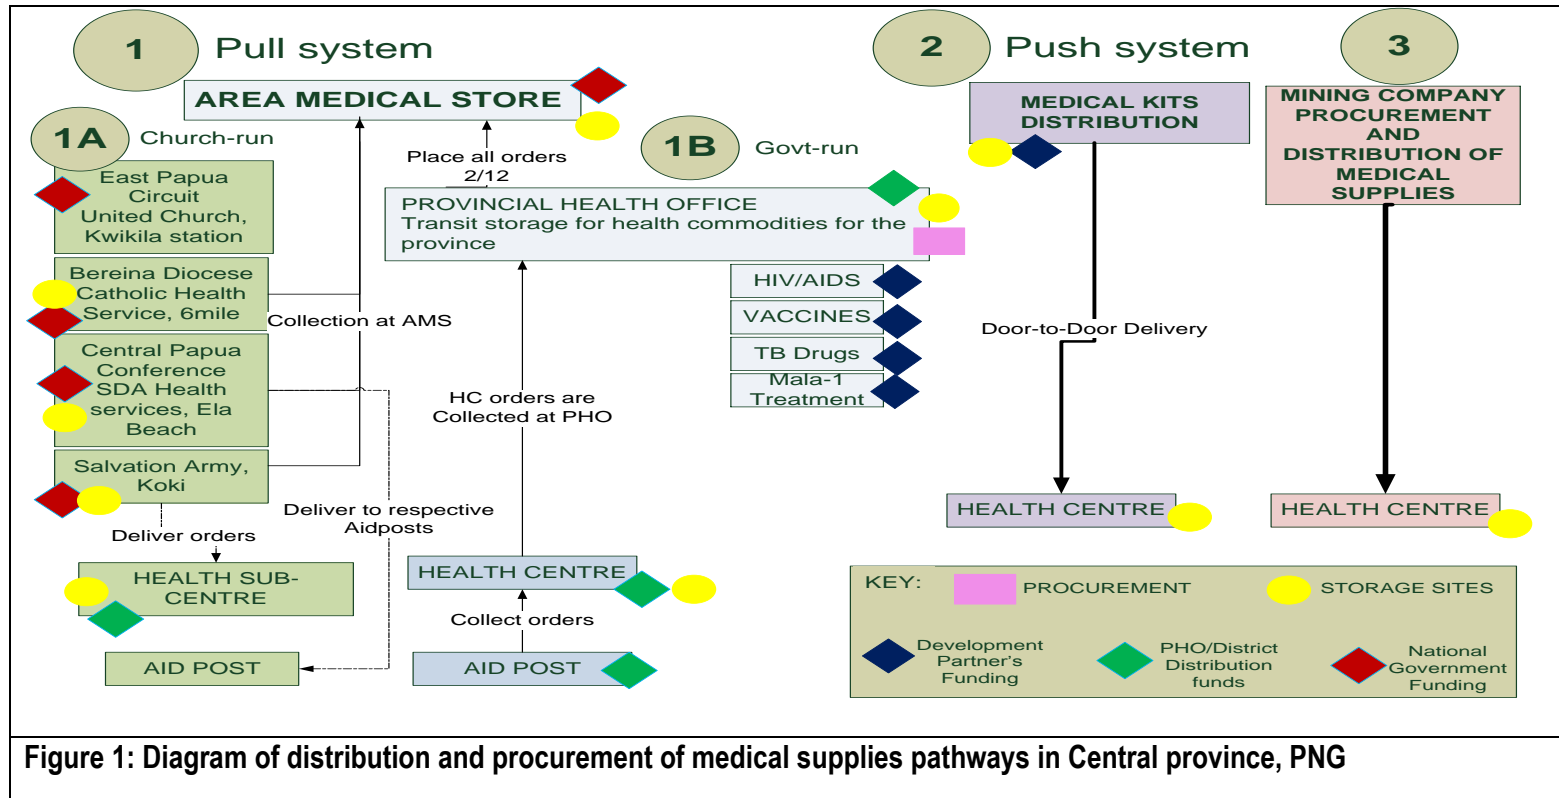 1
Pull system
AREA MEDICAL STORE
1A
Church-run
East Papua
Circuit
United Church,
Kwikila station
Bereina Diocese
Catholic Health
Service, 6mile
Central Papua
Conference
SDA Health
services, Ela
Beach
Salvation Army,
Koki
Collection at AMS
Deliver orders
HEALTH SUB-
CENTRE
Deliver to respective
Aidposts
AID POST
Place all orders
2/12
1B
Govt-run
PROVINCIAL HEALTH OFFICE
Transit storage for health commodities for the
province
HIV/AIDS
VACCINES
TB Drugs
Mala-1
Treatment
HC orders are
Collected at PHO
HEALTH CENTRE
Collect orders
AID POST
2
Push system
MEDICAL KITS
DISTRIBUTION
Door-to-Door Delivery
HEALTH CENTRE
3
MINING COMPANY
PROCUREMENT
AND
DISTRIBUTION OF
MEDICAL
SUPPLIES
HEALTH CENTRE
KEY:
PROCUREMENT
STORAGE SITES
Development
Partner's
Funding
PHO/District
Distribution
funds
National
Government
Funding
Figure 1: Diagram of distribution and procurement of medical supplies pathways in Central province, PNG